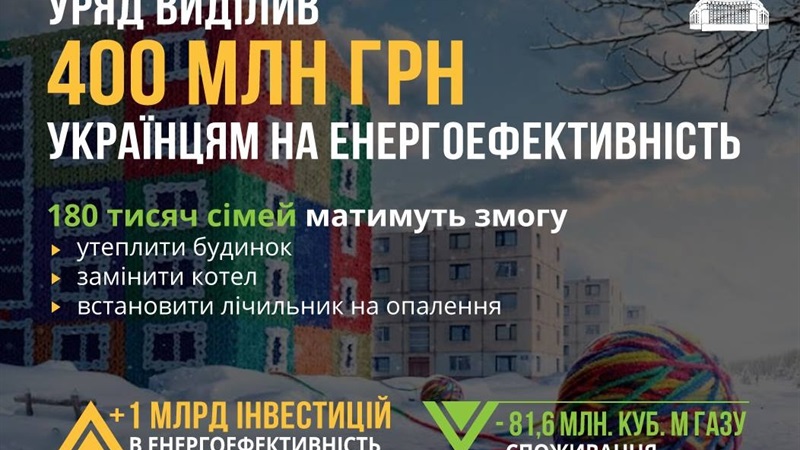 УРЯД ВИДІЛИВ
400 МЛН ГРН
УКРАЇНЦЯМ НА ЕНЕРГОЕФЕКТИВНІСТЬ
180 тисяч сімей матимуть змогу
утеплити будинок
замінити котел
встановити лічильник на опалення
+ 1 МЛРД ІНВЕСТИЦІЙ
В ЕНЕРГОЕФЕКТИВНІСТЬ
- 81,6 МЛН. КУБ. М ГАЗУ
СПОЖИВАННЯ